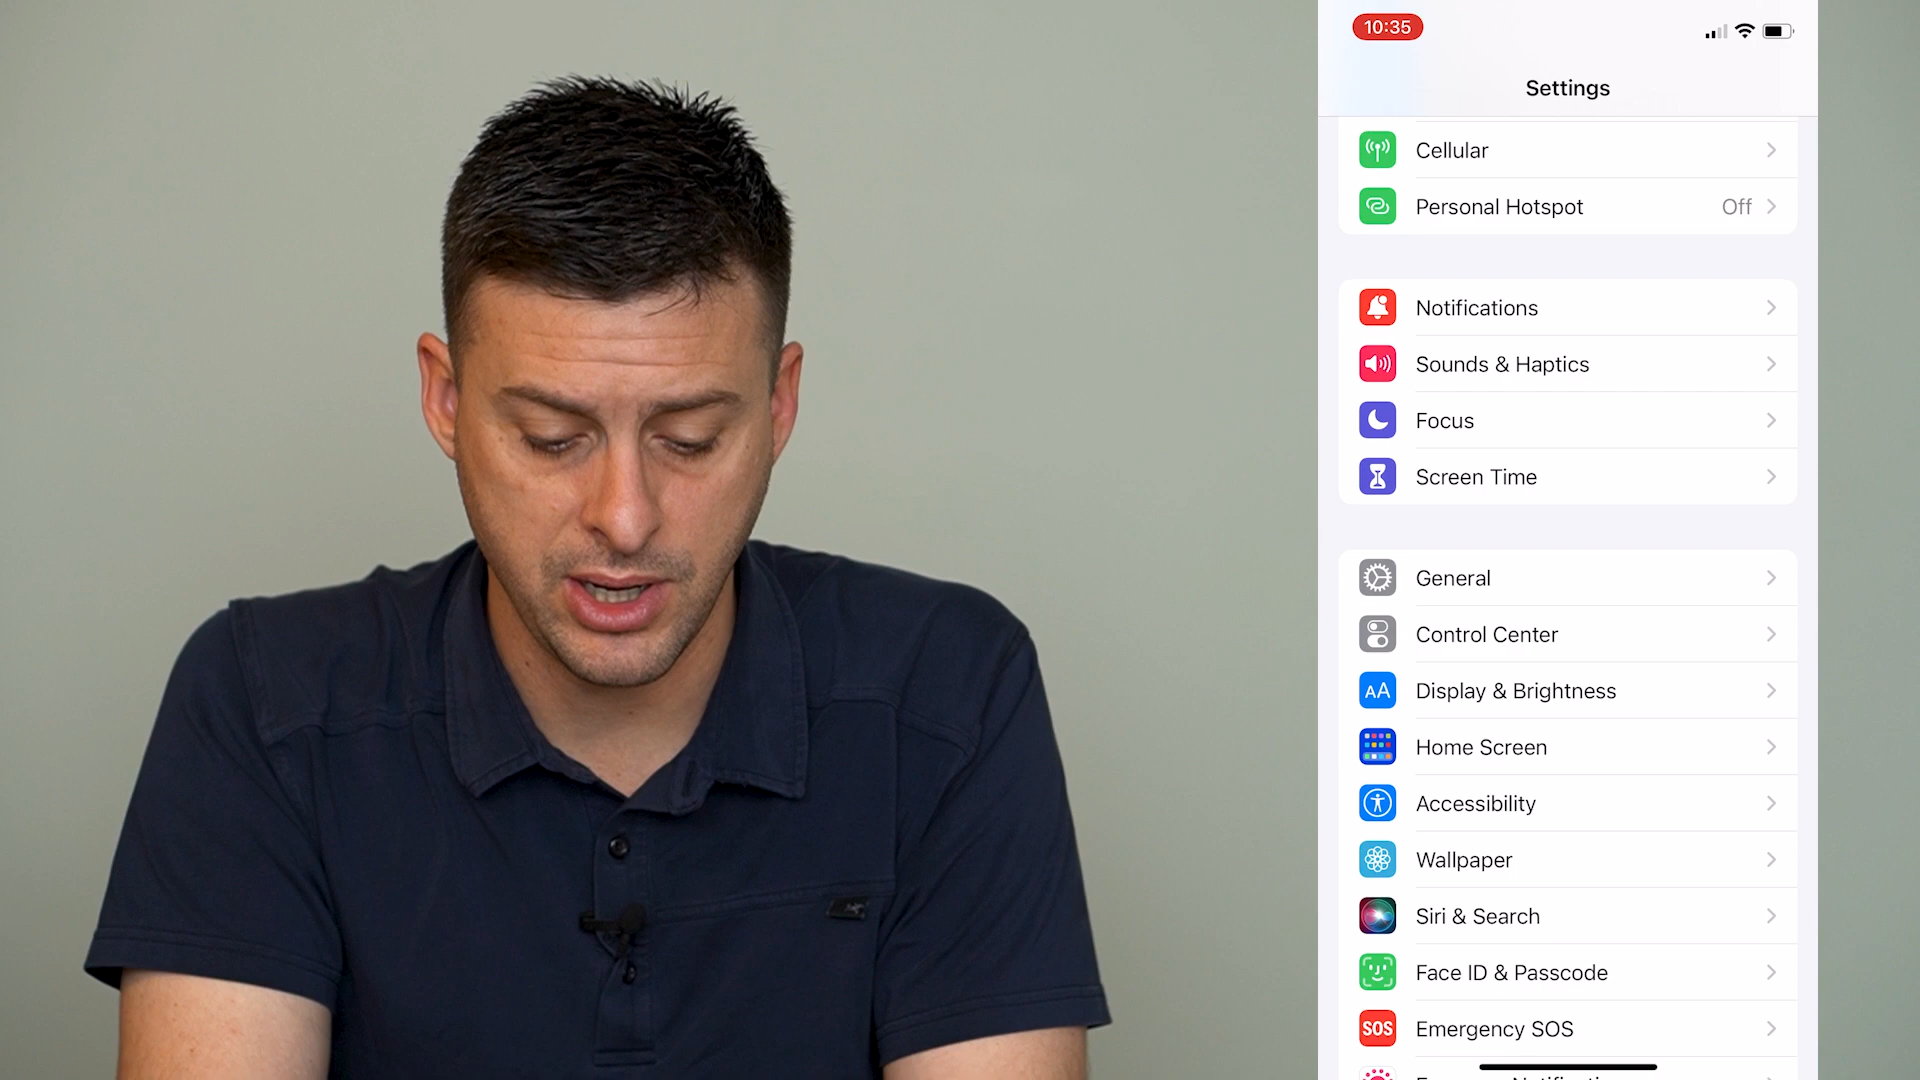 10:35
Settings
Cellular
Personal Hotspot Off
Notifications
Sounds & Haptics
Focus
Screen Time
General
Control Center
AA Display & Brightness
Home Screen
Accessibility
Wallpaper
Siri & Search
Face ID & Passcode
SOS Emergency SOS